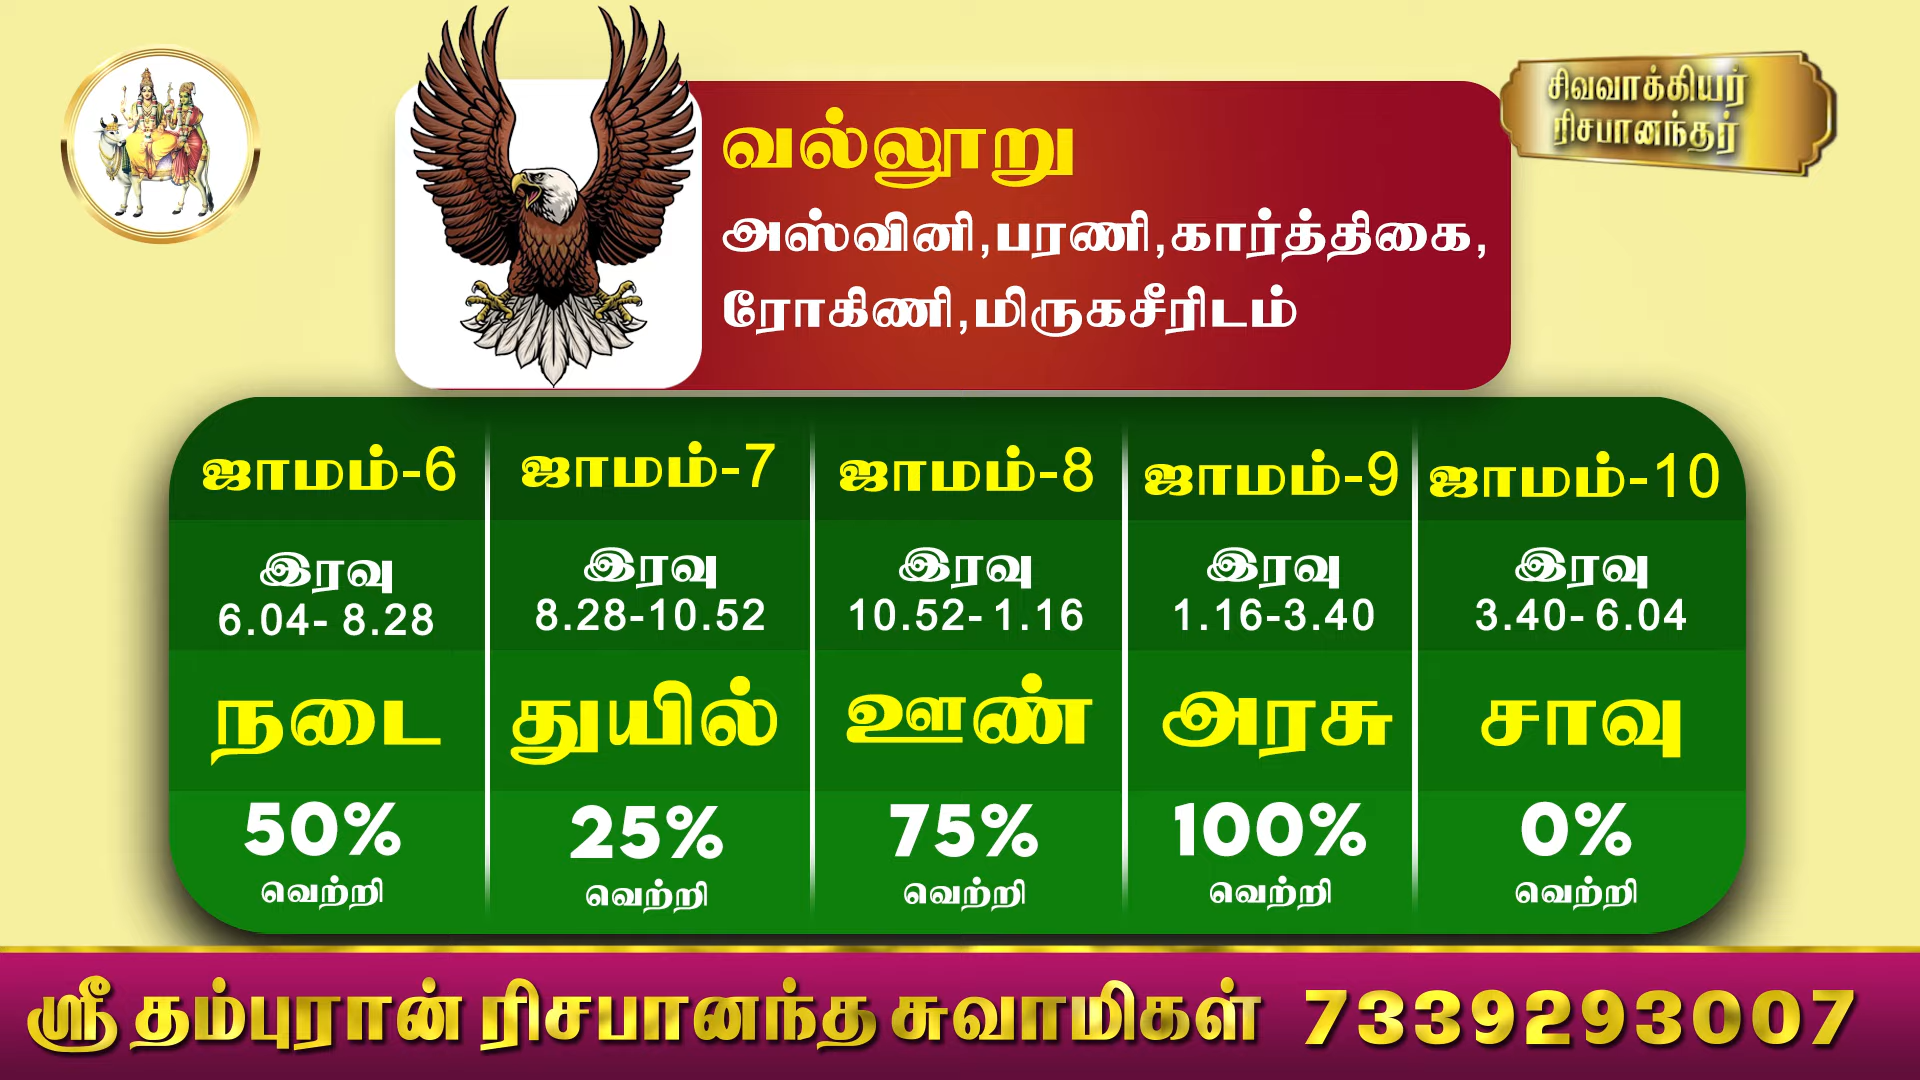 சிவவாக்கியர்
ரிசபானந்தர்
வல்லூறு
அஸ்வினி,பரணி,கார்த்திகை,
ரோகிணி,மிருகசீரிடம்
ஜாமம்-6
இரவு
6.04- 8.28
நடை
50%
வெற்றி
ஜாமம்-7
இரவு
8.28-10.52
துயில்
25%
வெற்றி
ஜாமம்-8
இரவு
10.52- 1.16
ஊண்
75%
வெற்றி
ஜாமம்-9
இரவு
1.16-3.40
அரசு
100%
வெற்றி
ஜாமம்-10
இரவு
3.40- 6.04
சாவு
0%
வெற்றி
ஸ்ரீ தம்புரான் ரிசபானந்த சுவாமிகள் 7339293007